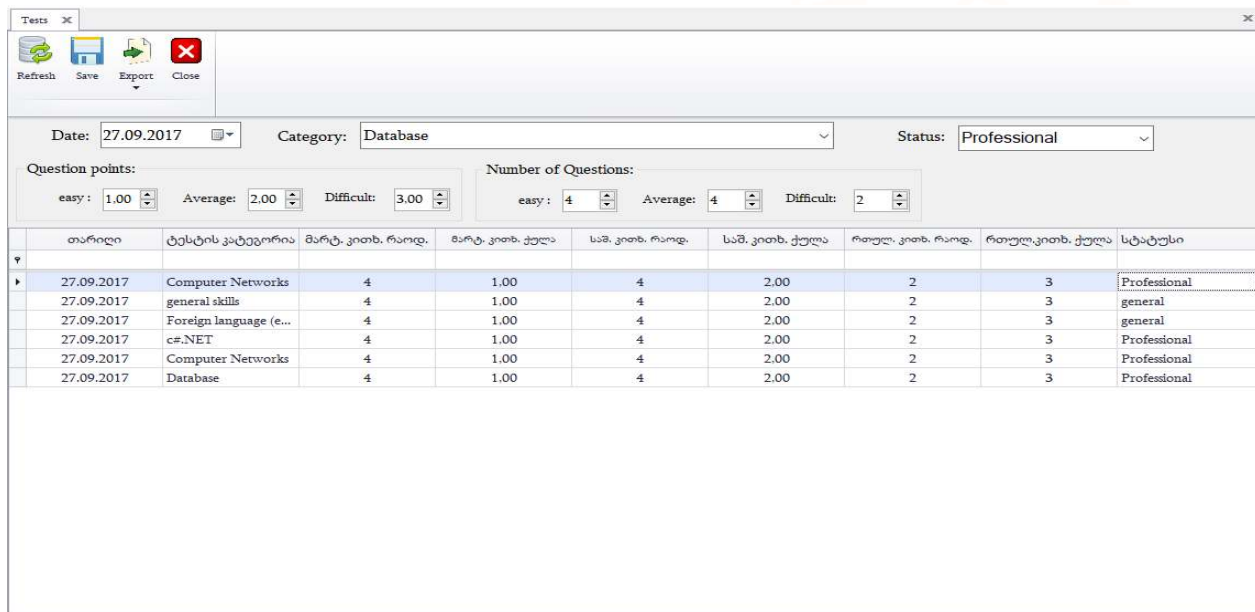 Tests
Refresh Save Export Close
Date: 27.09.2017 Category: Database Status: Professional
Question points: Number of Questions:
easy : 1,00 Average: 2,00 Difficult: 3,00 easy : 4 Average: 4 Difficult: 2
თარიღი ტესტის კატეგორია მარტ. კითხ. რაოდ. მარტ. კითხ. ქულა საშ. კითხ. რაოდ. საშ. კითხ. ქულა რთულ. კითხ. რაოდ. რთულ.კითხ. ქულა სტატუსი
27.09.2017 Computer Networks 4 1,00 4 2,00 2 3 Professional
27.09.2017 general skills 4 1,00 4 2,00 2 3 general
27.09.2017 Foreign language (e... 4 1,00 4 2,00 2 3 general
27.09.2017 c#.NET 4 1,00 4 2,00 2 3 Professional
27.09.2017 Computer Networks 4 1,00 4 2,00 2 3 Professional
27.09.2017 Database 4 1,00 4 2,00 2 3 Professional